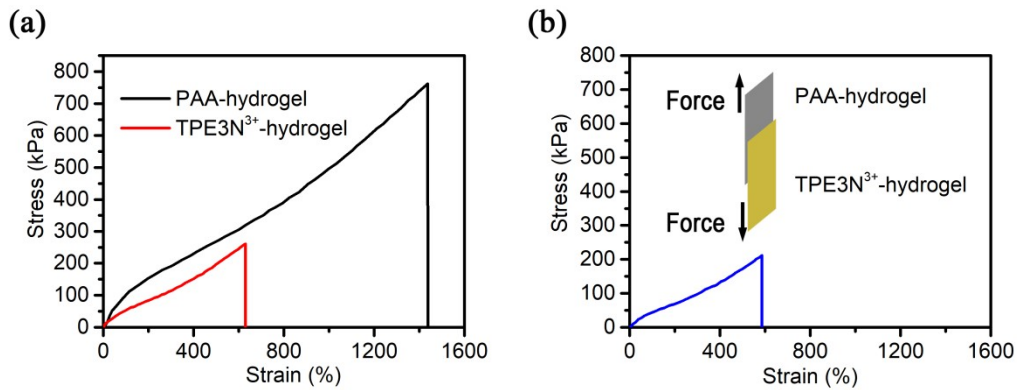 (a)
800
700
600
500
400
300
200
100
0
Stress (kPa)
PAA-hydrogel
TPE3N³⁺-hydrogel
0 400 800 1200 1600
Strain (%)
(b)
800
700
600
500
400
300
200
100
0
Stress (kPa)
Force
PAA-hydrogel
TPE3N³⁺-hydrogel
Force
0 400 800 1200 1600
Strain (%)